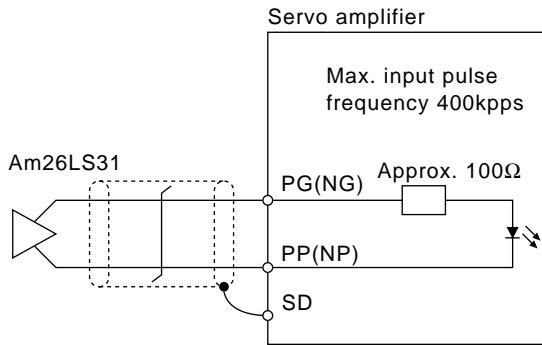 Servo amplifier
Max. input pulse
frequency 400kpps
Am26LS31
PG(NG)
Approx. 100Ω
PP(NP)
SD